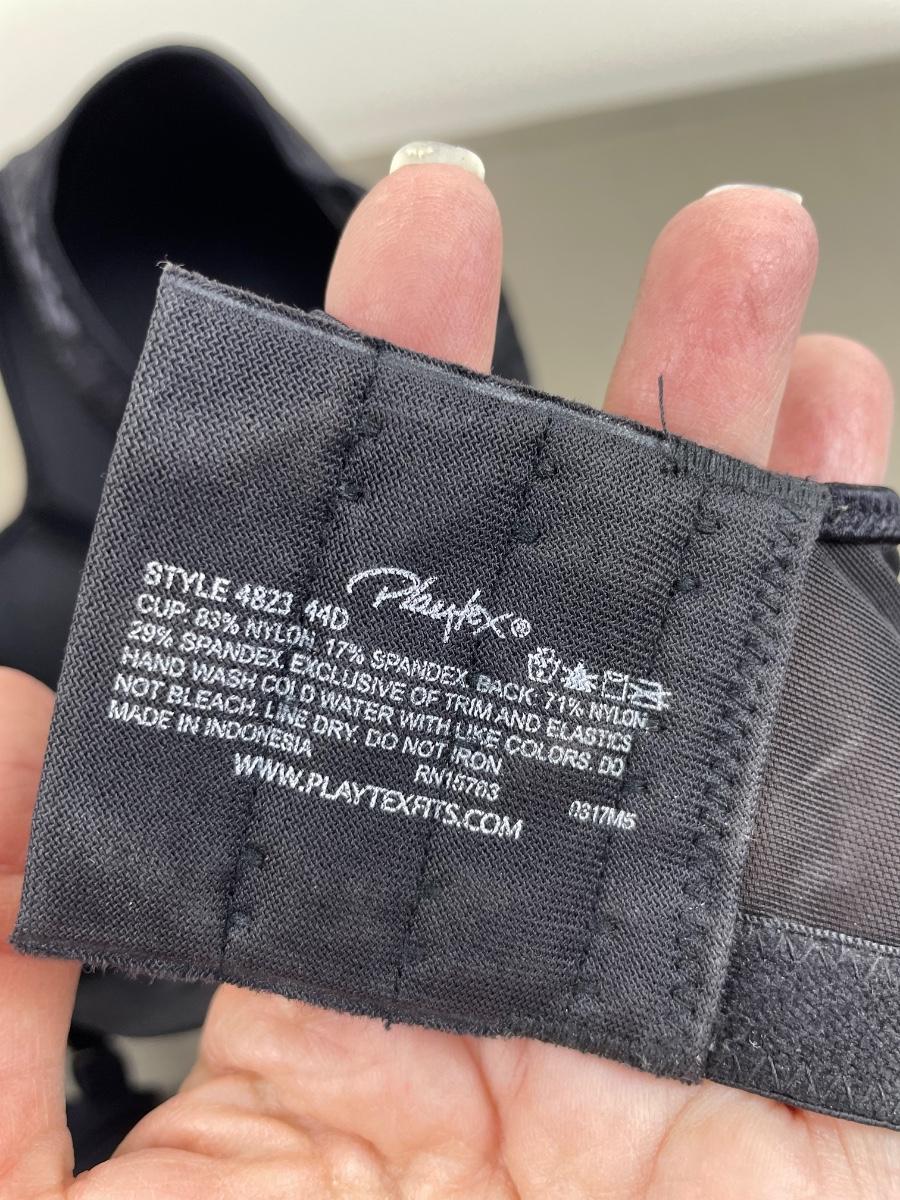 Playtex®
STYLE 4823 44D
CUP: 83% NYLON, 17% SPANDEX, BACK: 71% NYLON,
29% SPANDEX, EXCLUSIVE OF TRIM AND ELASTICS
HAND WASH COLD WATER WITH LIKE COLORS. DO
NOT BLEACH, LINE DRY. DO NOT IRON
MADE IN INDONESIA RN15763 0317M5
WWW.PLAYTEXFITS.COM